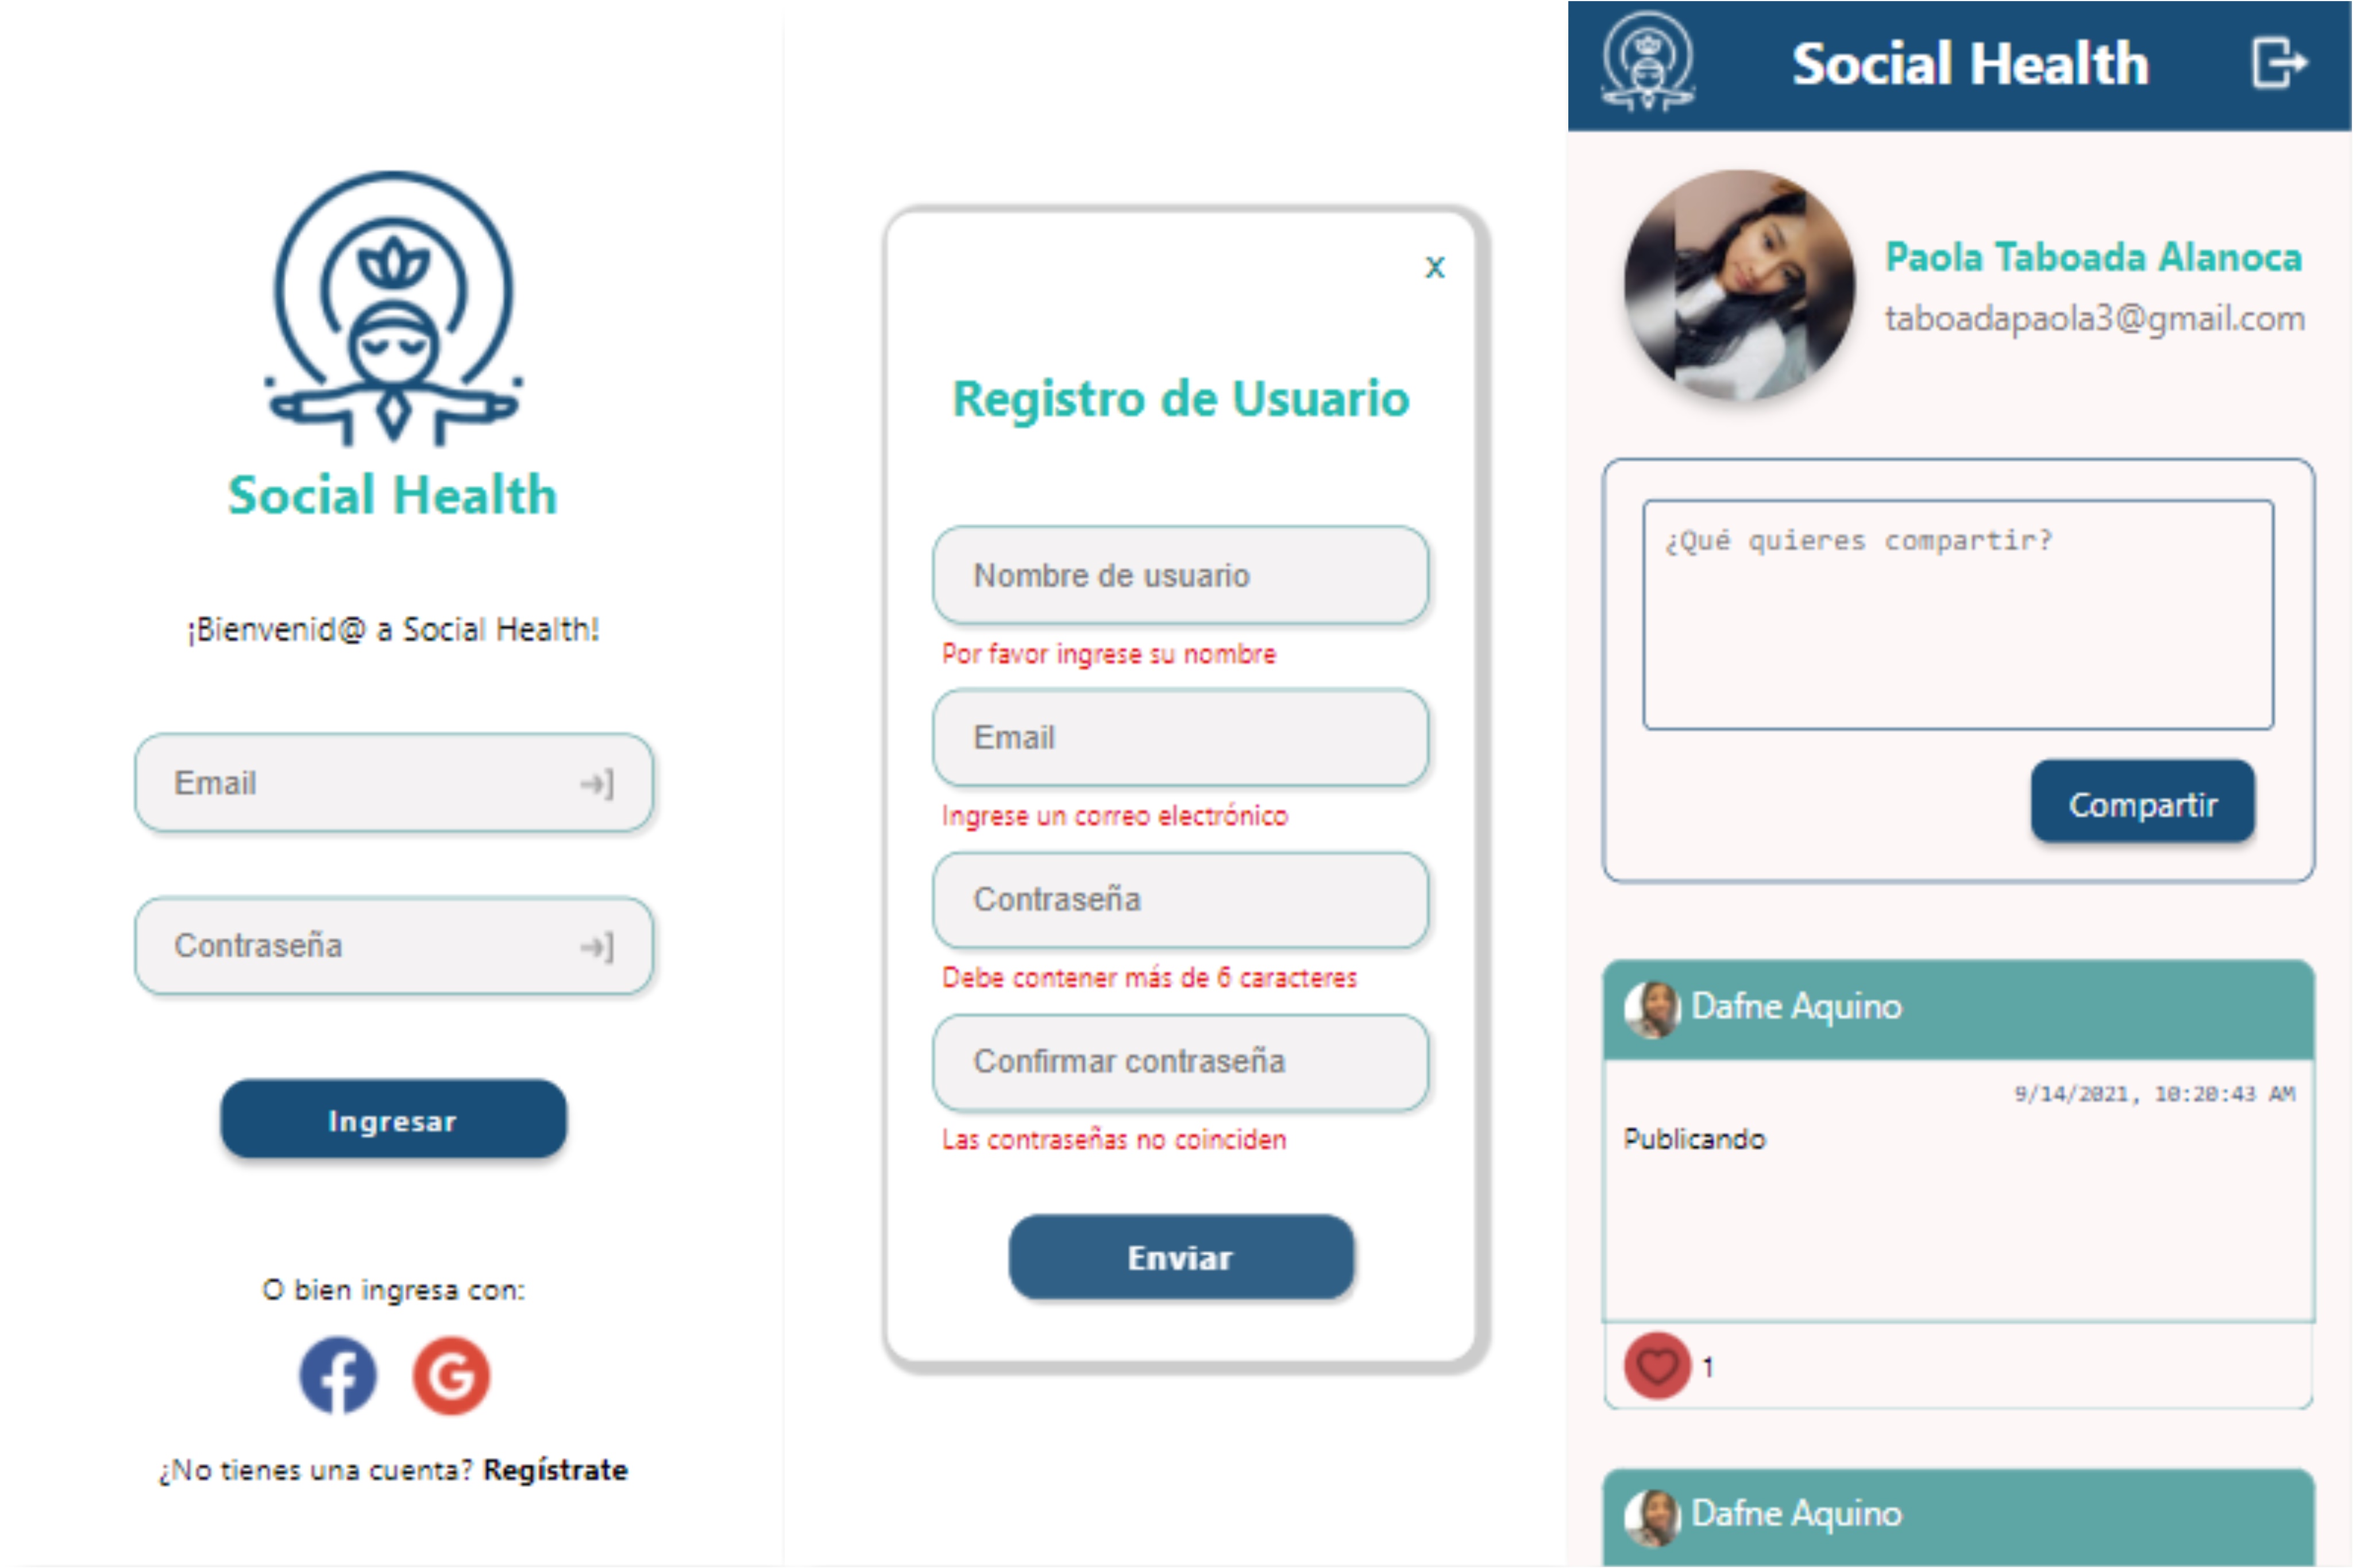 Social Health
¡Bienvenid@ a Social Health!
Email
Contraseña
Ingresar
O bien ingresa con:
¿No tienes una cuenta? Regístrate
x
Registro de Usuario
Nombre de usuario
Por favor ingrese su nombre
Email
Ingrese un correo electrónico
Contraseña
Debe contener más de 6 caracteres
Confirmar contraseña
Las contraseñas no coinciden
Enviar
Social Health
Paola Taboada Alanoca
taboadapaola3@gmail.com
¿Qué quieres compartir?
Compartir
Dafne Aquino
9/14/2021, 10:20:43 AM
Publicando
1
Dafne Aquino